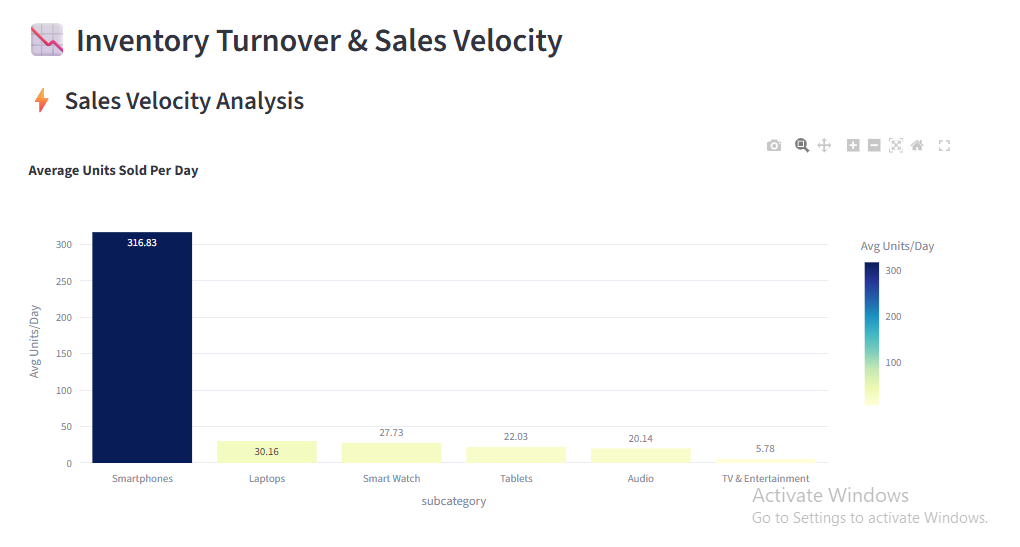 Inventory Turnover & Sales Velocity
Sales Velocity Analysis
Average Units Sold Per Day
Avg Units/Day
300
250
200
150
100
50
0
316.83
30.16
27.73
22.03
20.14
5.78
Smartphones
Laptops
Smart Watch
Tablets
Audio
TV & Entertainment
subcategory
Avg Units/Day
300
200
100
Activate Windows
Go to Settings to activate Windows.